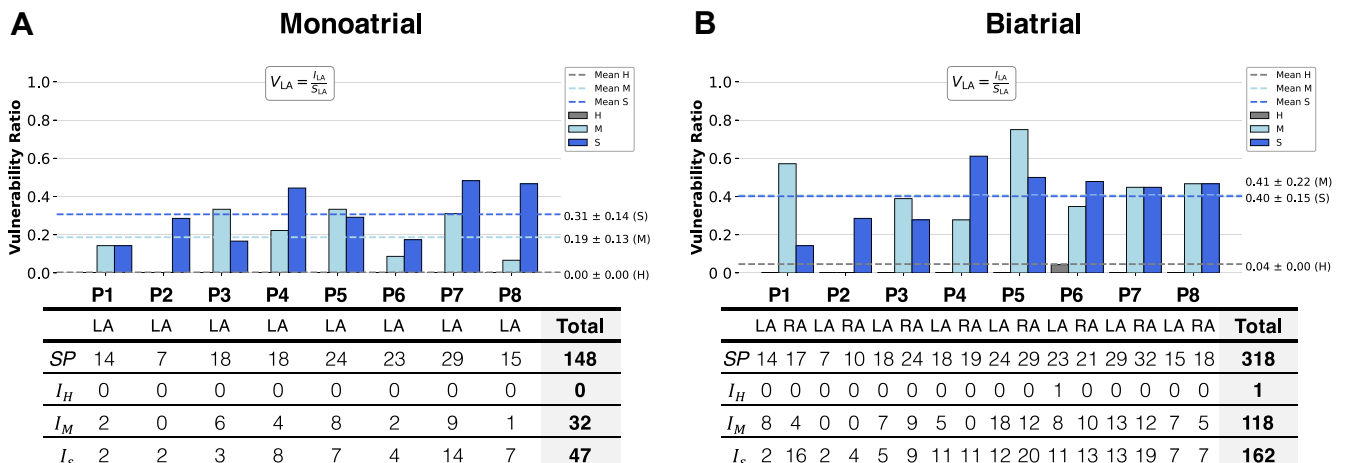 A
Monoatrial
V_LA = I_LA / S_LA
Mean H
Mean M
Mean S
H
M
S
Vulnerability Ratio
1.0
0.8
0.6
0.4
0.2
0.0
0.31 ± 0.14 (S)
0.19 ± 0.13 (M)
0.00 ± 0.00 (H)
P1 P2 P3 P4 P5 P6 P7 P8
LA LA LA LA LA LA LA LA Total
SP 14 7 18 18 24 23 29 15 148
I_H 0 0 0 0 0 0 0 0 0
I_M 2 0 6 4 8 2 9 1 32
I_s 2 2 3 8 7 4 14 7 47
B
Biatrial
V_LA = I_LA / S_LA
Mean H
Mean M
Mean S
H
M
S
Vulnerability Ratio
1.0
0.8
0.6
0.4
0.2
0.0
0.41 ± 0.22 (M)
0.40 ± 0.15 (S)
0.04 ± 0.00 (H)
P1 P2 P3 P4 P5 P6 P7 P8
LA RA LA RA LA RA LA RA LA RA LA RA LA RA LA RA Total
SP 14 17 7 10 18 24 18 19 24 29 23 21 29 32 15 18 318
I_H 0 0 0 0 0 0 0 0 0 0 1 0 0 0 0 0 1
I_M 8 4 0 0 7 9 5 0 18 12 8 10 13 12 7 5 118
I_s 2 16 2 4 5 9 11 11 12 20 11 13 13 19 7 7 162